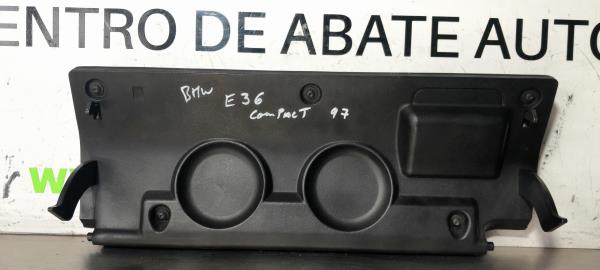 ENTRO DE ABATE AUTO
BMW
E36
COMPACT 97
W